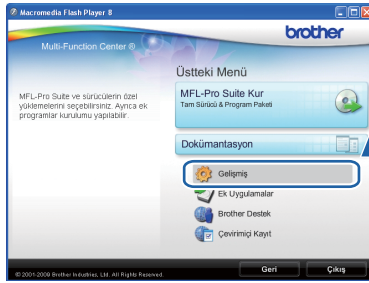 Macromedia Flash Player 8
brother
Multi-Function Center ®
Üstteki Menü
MFL-Pro Suite Kur
Tam Sürücü & Program Paketi
MFL-Pro Suite ve sürücülerin özel
yüklemelerini seçebilirsiniz. Ayrıca ek
programlar kurulumu yapılabilir.
Dokümantasyon
Gelişmiş
Ek Uygulamalar
Brother Destek
Çevirimiçi Kayıt
© 2001-2009 Brother Industries, Ltd. All Rights Reserved.
Geri
Çıkış